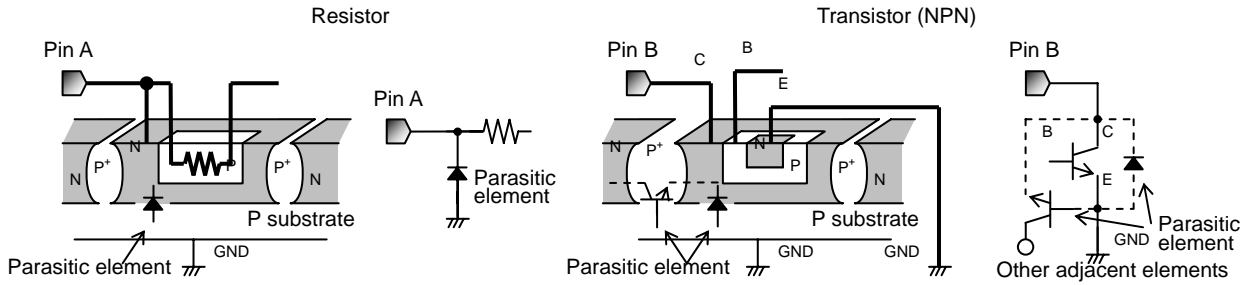 Resistor
Transistor (NPN)
Pin A
Pin A
N
P+
N
P
P+
N
Parasitic
element
P substrate
GND
Parasitic element
Pin B
C
B
E
N
P+
N
P
P+
N
P substrate
GND
GND
Parasitic element
Pin B
B
C
E
Parasitic
element
GND
Other adjacent elements